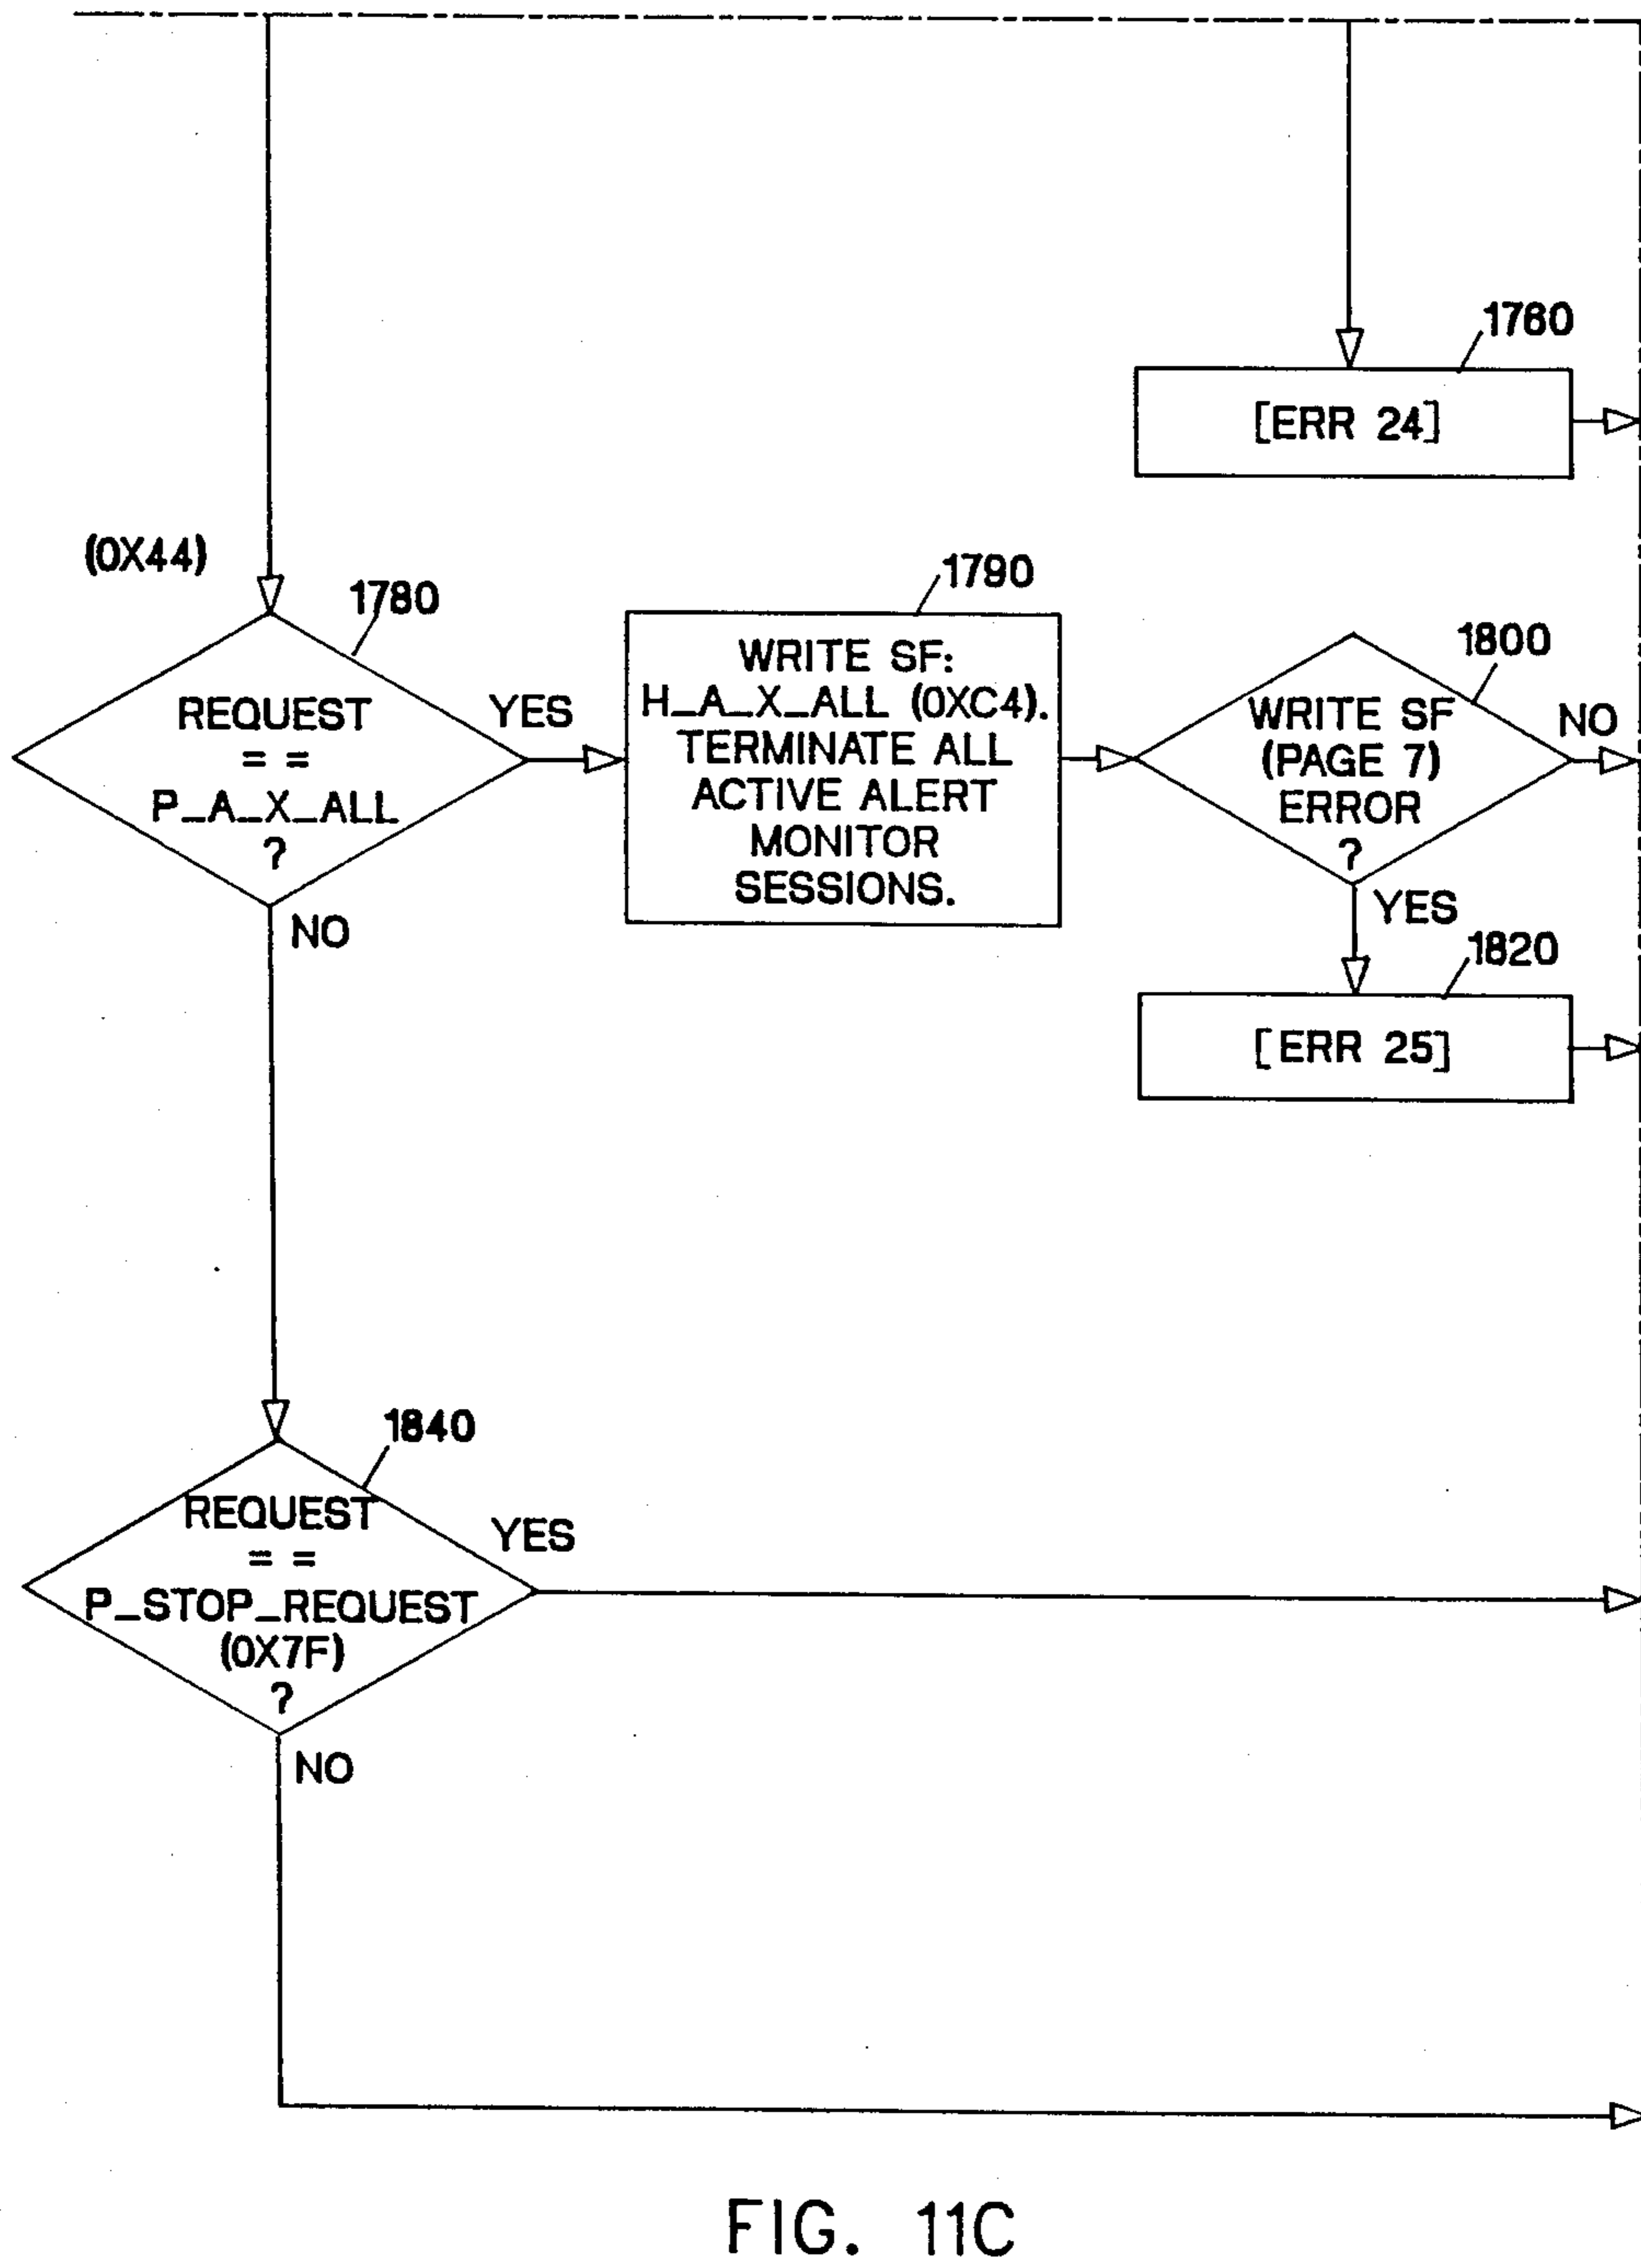 1760
[ERR 24]
(0X44)
1780
REQUEST
= =
P_A_X_ALL
?
YES
NO
1790
WRITE SF:
H_A_X_ALL (0XC4).
TERMINATE ALL
ACTIVE ALERT
MONITOR
SESSIONS.
1800
WRITE SF
(PAGE 7)
ERROR
?
NO
YES
1820
[ERR 25]
1840
REQUEST
= =
P_STOP_REQUEST
(0X7F)
?
YES
NO
FIG. 11C